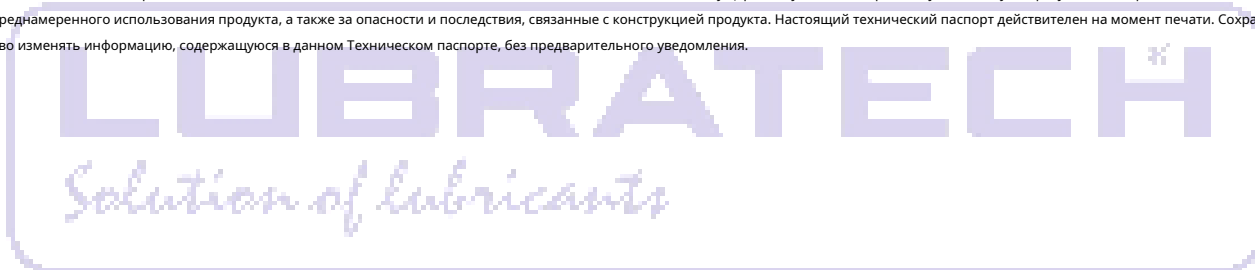 реднамеренного использования продукта, а также за опасности и последствия, связанные с конструкцией продукта. Настоящий технический паспорт действителен на момент печати. Сохра
во изменять информацию, содержащуюся в данном Техническом паспорте, без предварительного уведомления.
LUBRATECH
Solution of lubricants